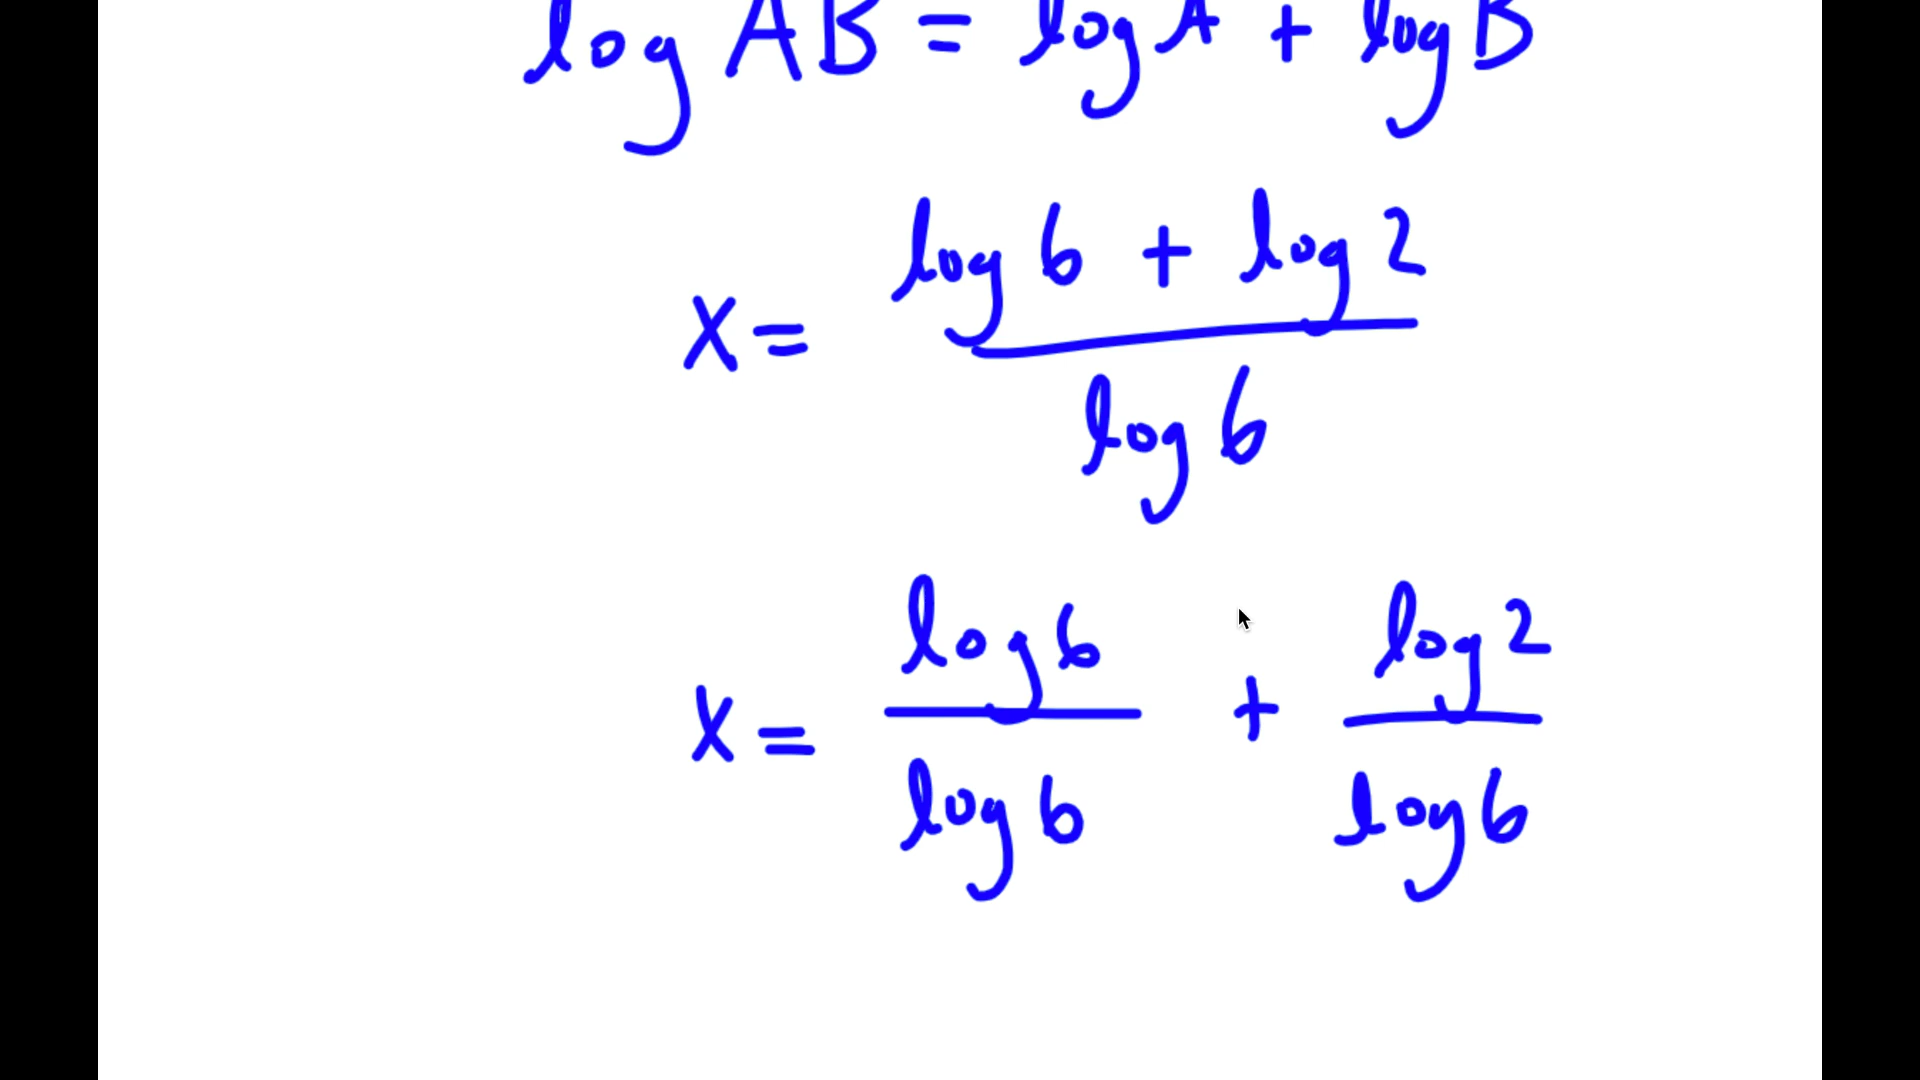 log AB = log A + log B
x = (log 6 + log 2) / log 6
x = log 6 / log 6 + log 2 / log 6